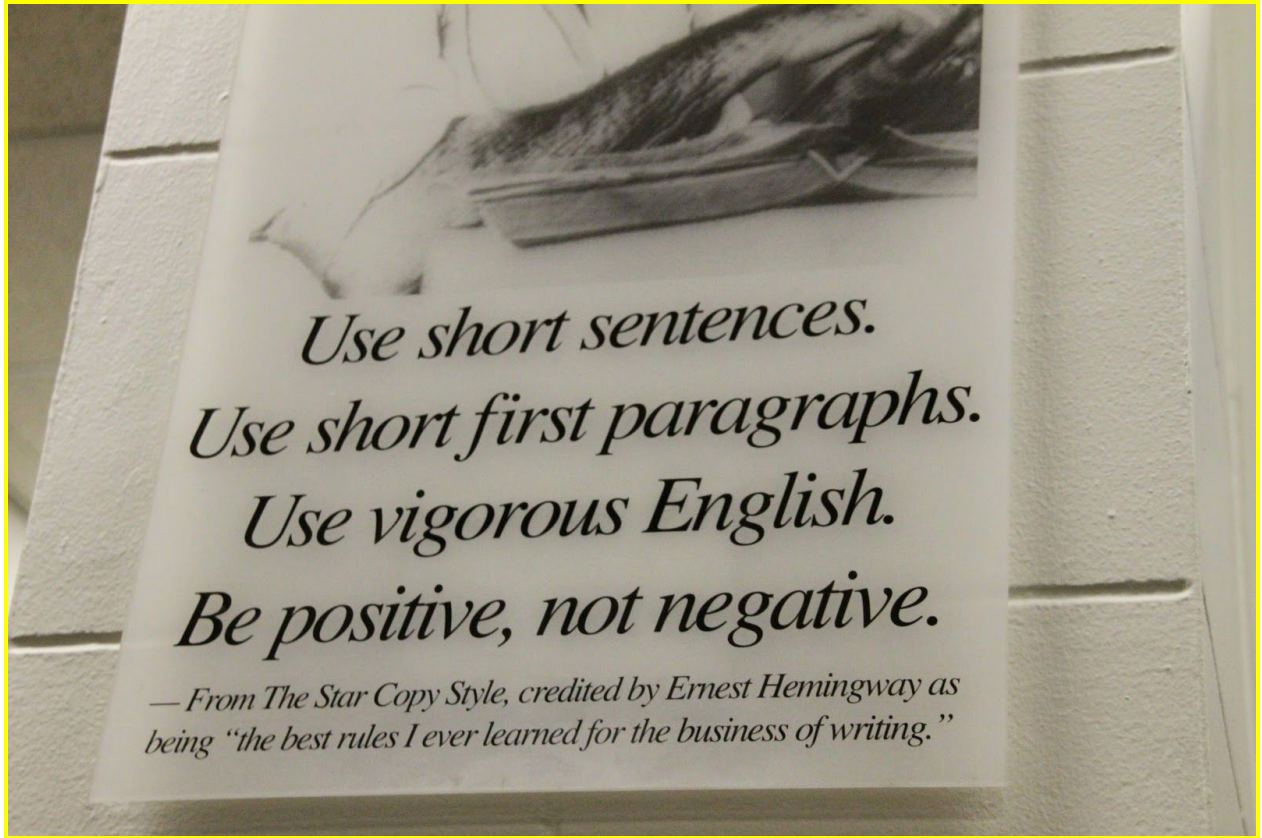 Use short sentences.
Use short first paragraphs.
Use vigorous English.
Be positive, not negative.
— From The Star Copy Style, credited by Ernest Hemingway as
being “the best rules I ever learned for the business of writing.”